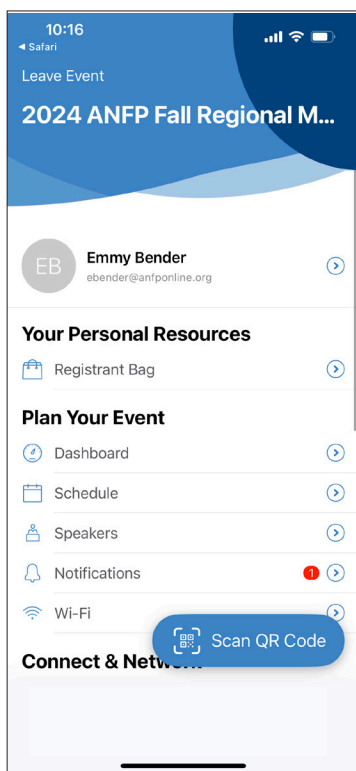 10:16
◀ Safari
Leave Event
2024 ANFP Fall Regional M...
EB
Emmy Bender
ebender@anfponline.org
Your Personal Resources
Registrant Bag
Plan Your Event
Dashboard
Schedule
Speakers
Notifications
1
Wi-Fi
Scan QR Code
Connect &